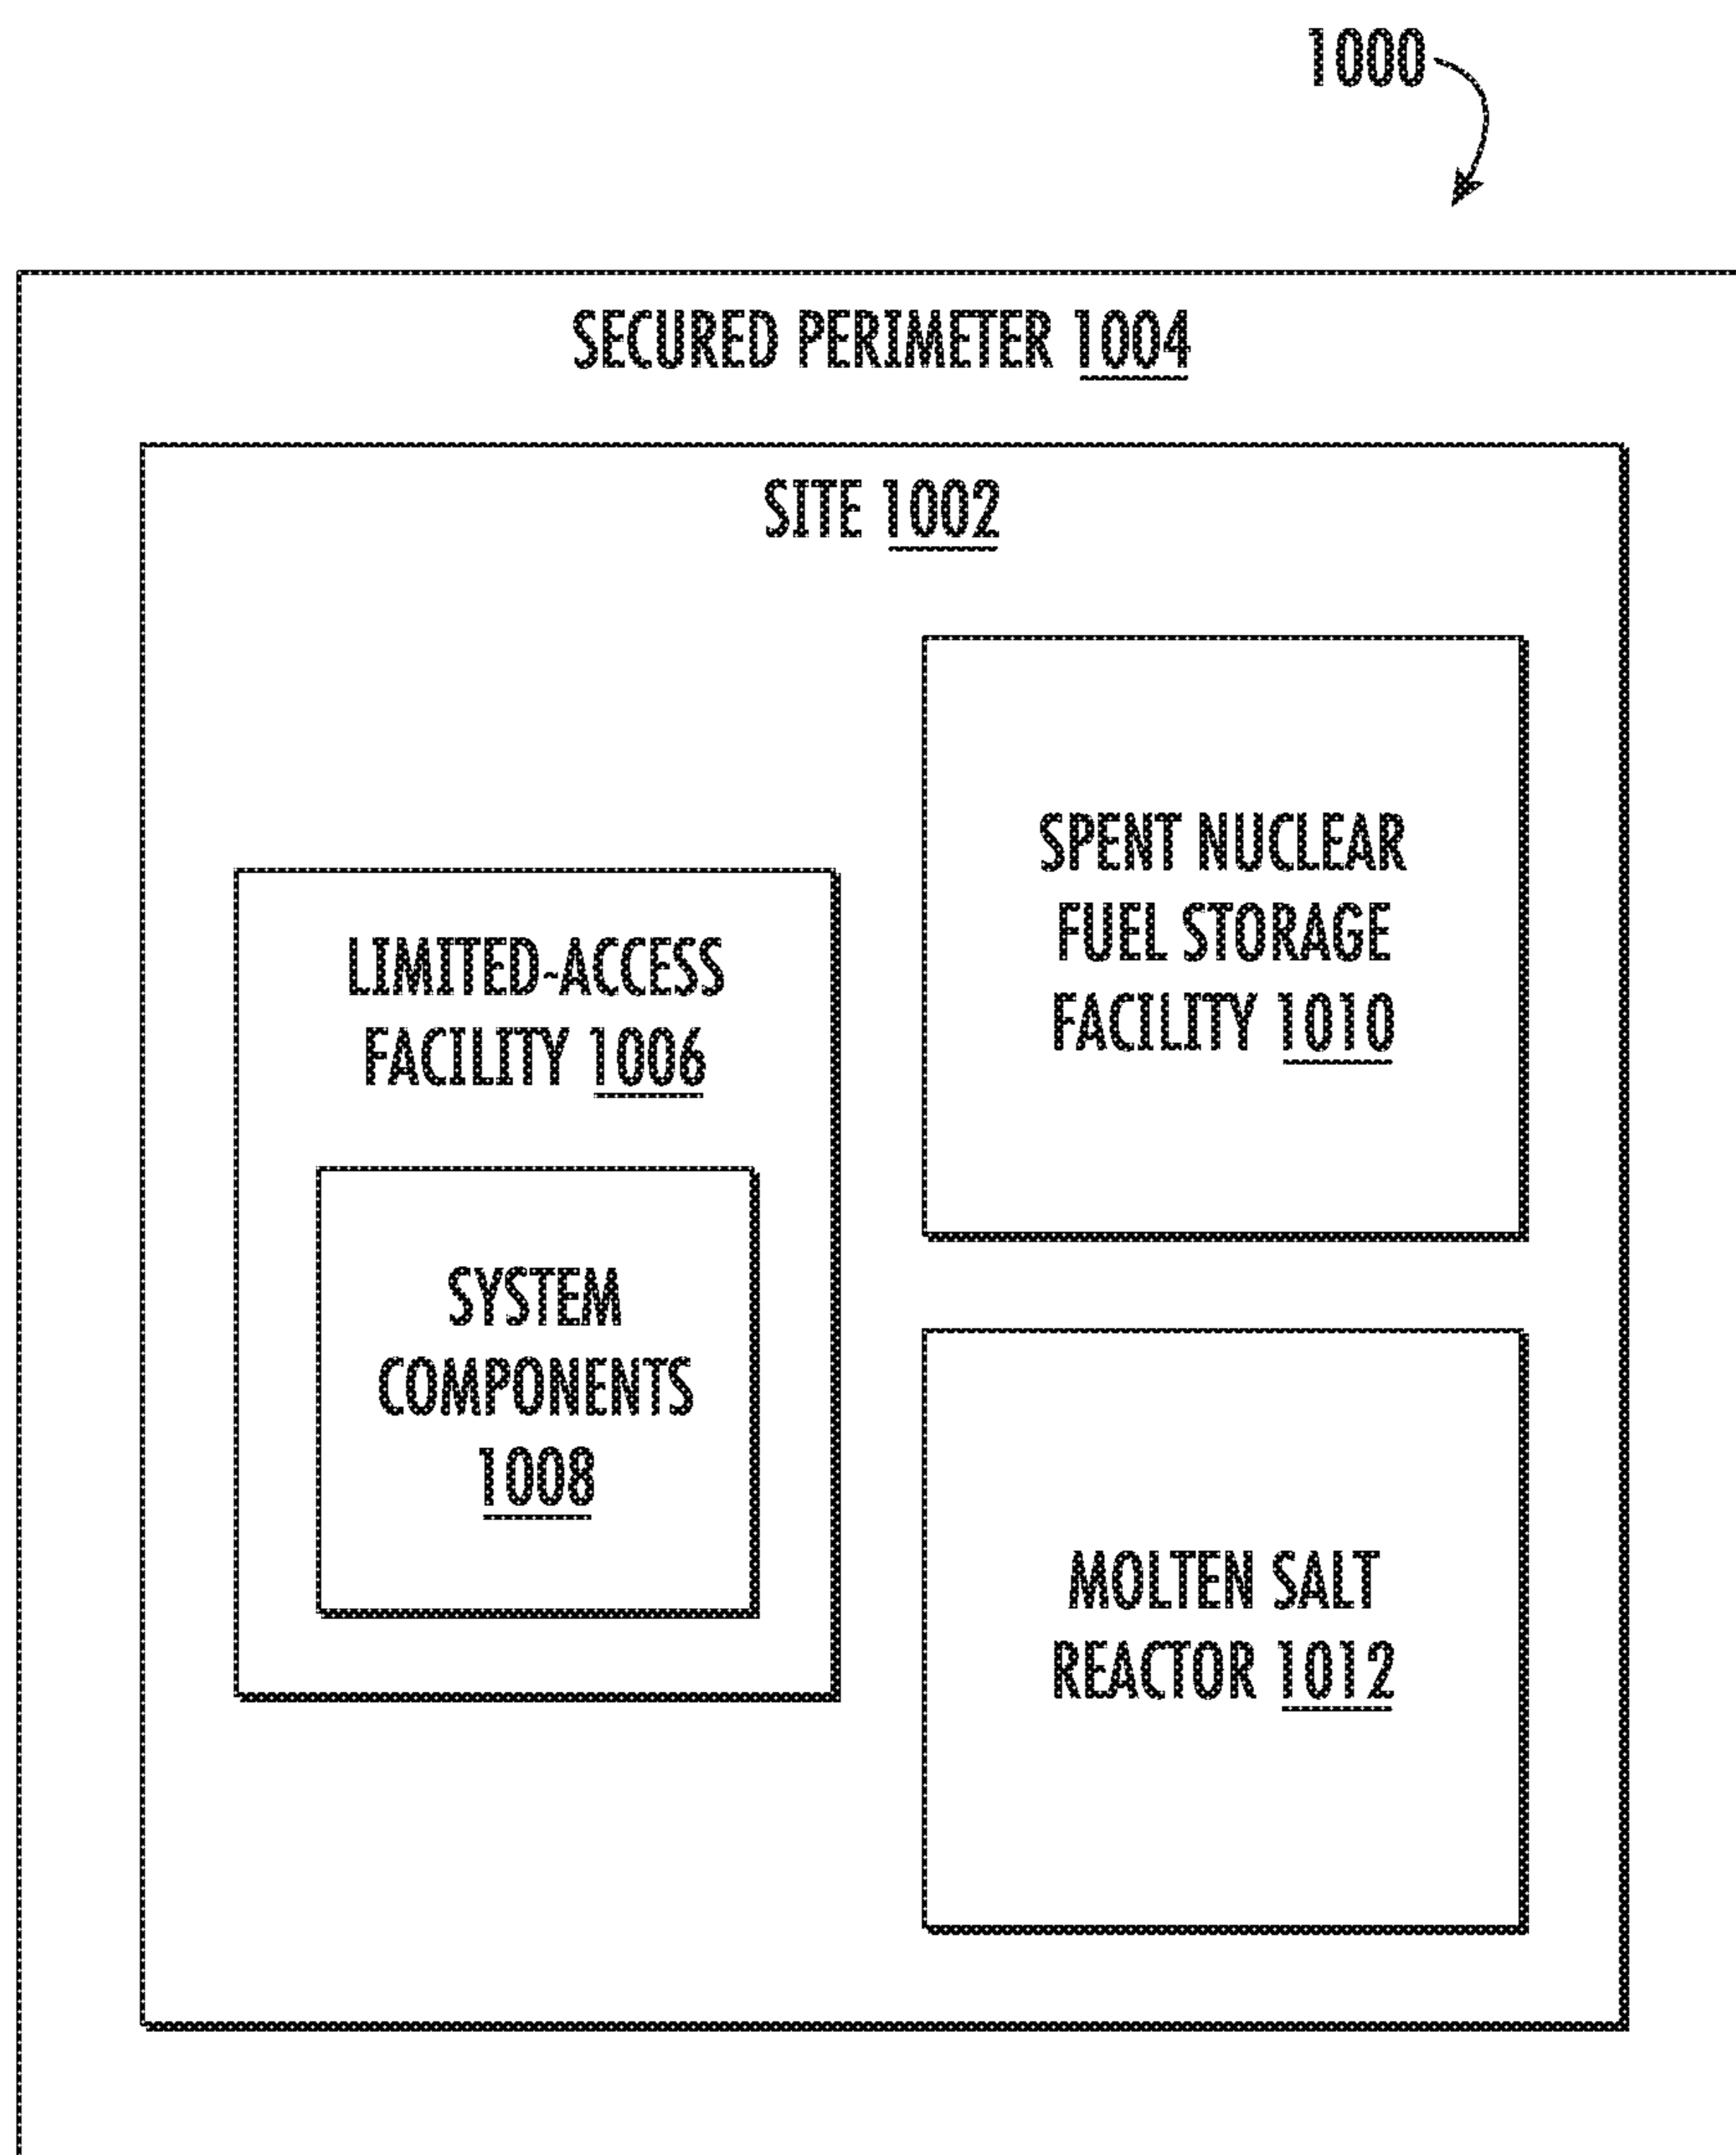 1000
SECURED PERIMETER 1004
SITE 1002
SPENT NUCLEAR
FUEL STORAGE
FACILITY 1010
LIMITED-ACCESS
FACILITY 1006
SYSTEM
COMPONENTS
1008
MOLTEN SALT
REACTOR 1012